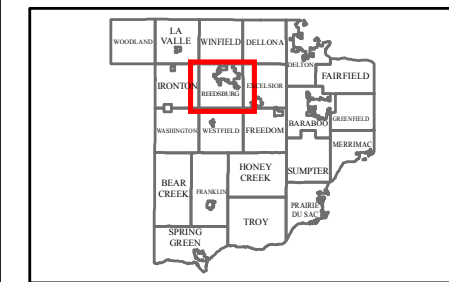 LA
VALLE
WOODLAND WINFIELD DELLONA
DELTON
FAIRFIELD
IRONTON REEDSBURG EXCELSIOR
BARABOO GREENFIELD
WASHINGTON WESTFIELD FREEDOM
MERRIMAC
HONEY
CREEK SUMPTER
BEAR
CREEK FRANKLIN
PRAIRIE
DU SAC
TROY
SPRING
GREEN